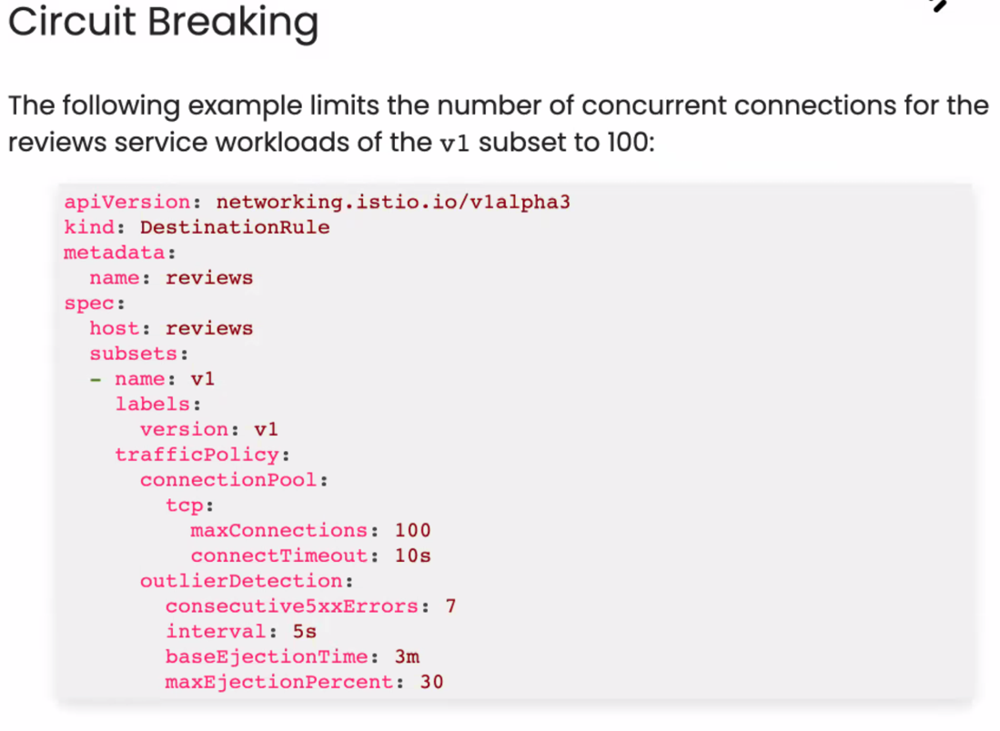 Circuit Breaking
The following example limits the number of concurrent connections for the
reviews service workloads of the v1 subset to 100:
apiVersion: networking.istio.io/v1alpha3
kind: DestinationRule
metadata:
  name: reviews
spec:
  host: reviews
  subsets:
  - name: v1
    labels:
      version: v1
    trafficPolicy:
      connectionPool:
        tcp:
          maxConnections: 100
          connectTimeout: 10s
      outlierDetection:
        consecutive5xxErrors: 7
        interval: 5s
        baseEjectionTime: 3m
        maxEjectionPercent: 30